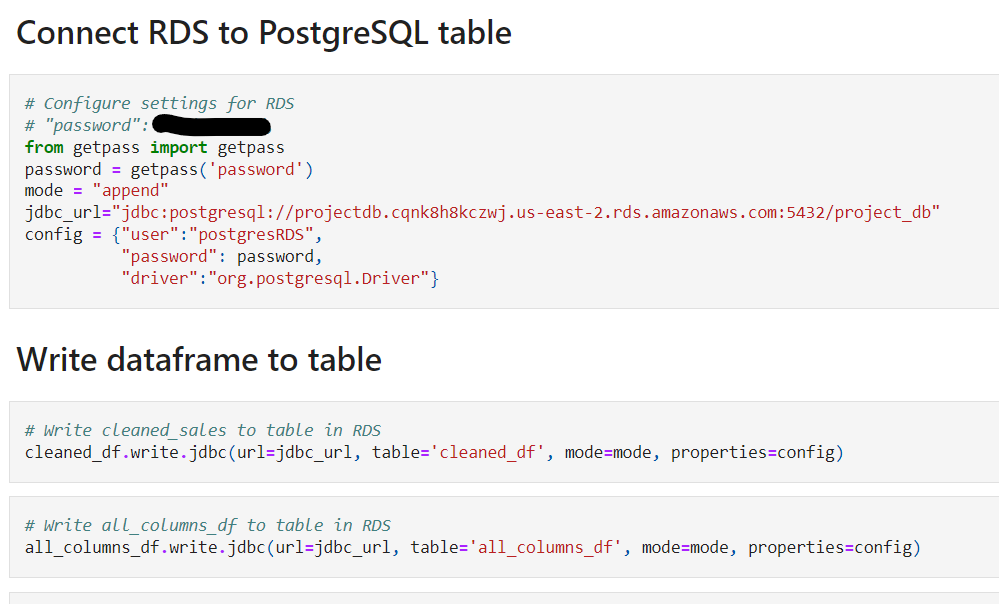 Connect RDS to PostgreSQL table
# Configure settings for RDS
# "password":
from getpass import getpass
password = getpass('password')
mode = "append"
jdbc_url="jdbc:postgresql://projectdb.cqnk8h8kczwj.us-east-2.rds.amazonaws.com:5432/project_db"
config = {"user":"postgresRDS",
"password": password,
"driver":"org.postgresql.Driver"}
Write dataframe to table
# Write cleaned_sales to table in RDS
cleaned_df.write.jdbc(url=jdbc_url, table='cleaned_df', mode=mode, properties=config)
# Write all_columns_df to table in RDS
all_columns_df.write.jdbc(url=jdbc_url, table='all_columns_df', mode=mode, properties=config)